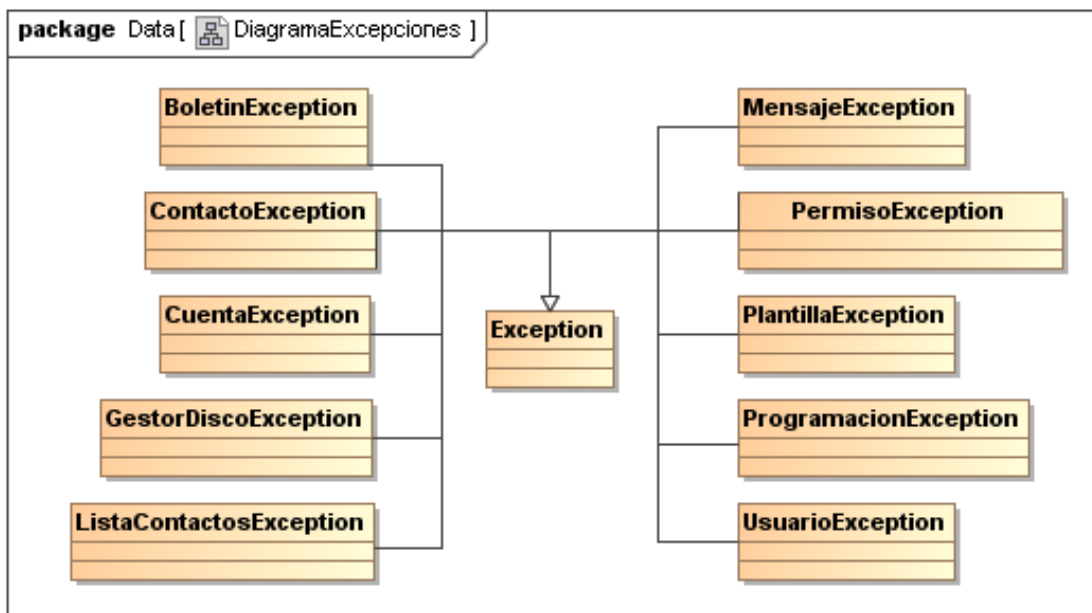 package Data [ DiagramaExcepciones ]
BoletinException
MensajeException
ContactoException
PermisoException
CuentaException
Exception
PlantillaException
GestorDiscoException
ProgramacionException
ListaContactosException
UsuarioException